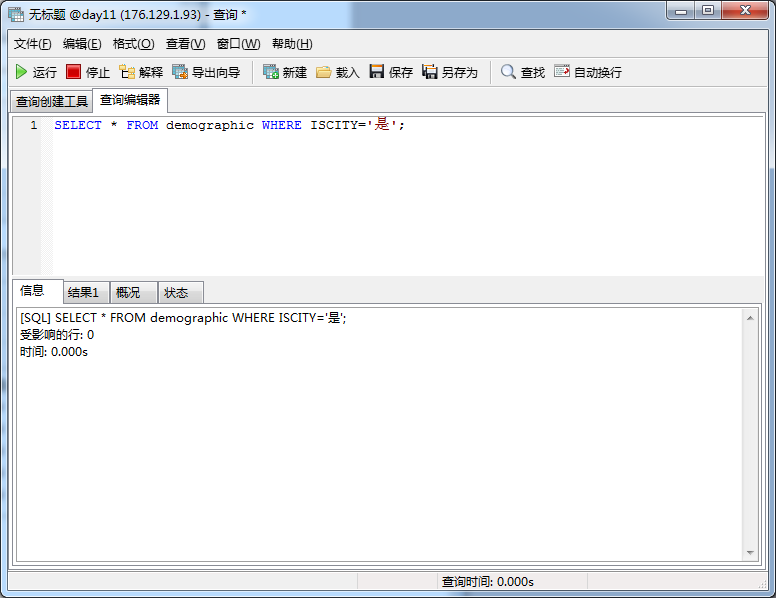 无标题 @day11 (176.129.1.93) - 查询 *
文件(F) 编辑(E) 格式(O) 查看(V) 窗口(W) 帮助(H)
运行 停止 解释 导出向导 新建 载入 保存 另存为 查找 自动换行
查询创建工具 查询编辑器
1 SELECT * FROM demographic WHERE ISCITY='是';
信息 结果1 概况 状态
[SQL] SELECT * FROM demographic WHERE ISCITY='是';
受影响的行: 0
时间: 0.000s
查询时间: 0.000s